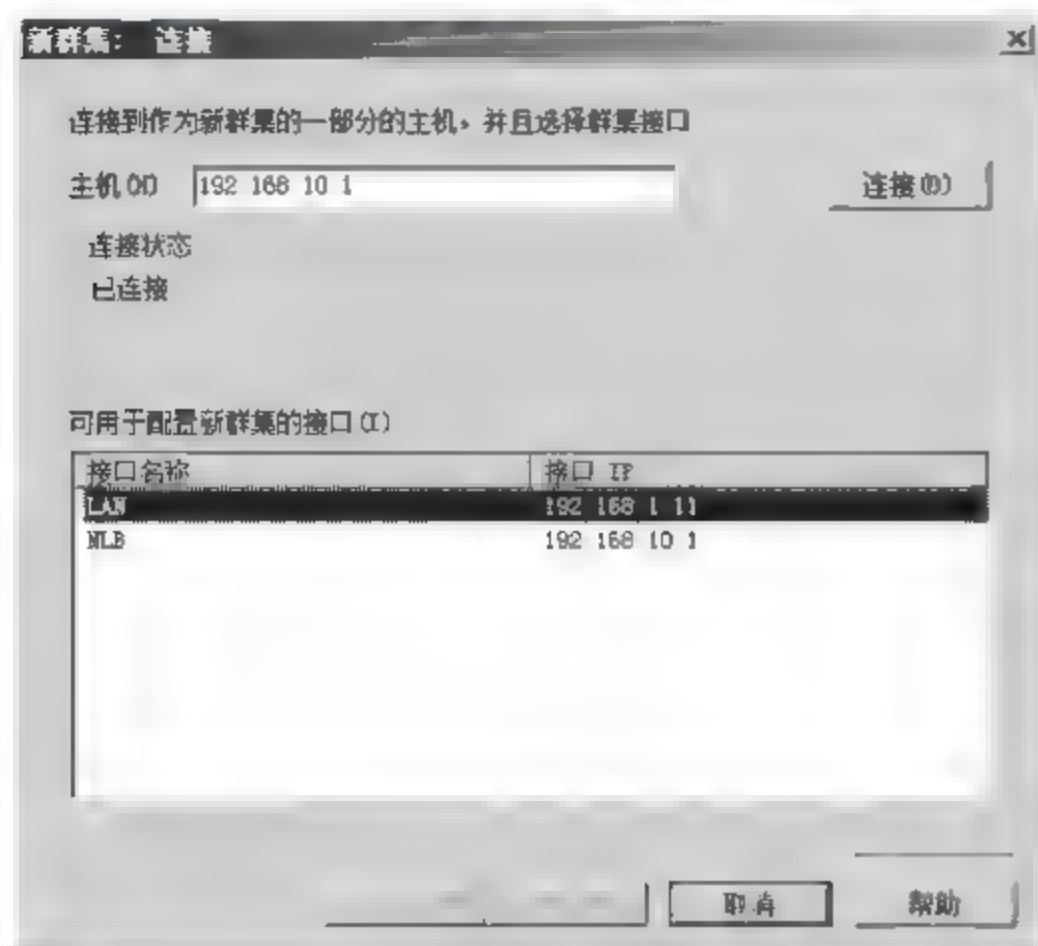 新群集： 连接
连接到作为新群集的一部分的主机，并且选择群集接口
主机(H) 192 168 10 1 连接(O)
连接状态
已连接
可用于配置新群集的接口(I)
接口名称 接口 IP
LAN 192 168 1 11
NLB 192 168 10 1
取消 帮助